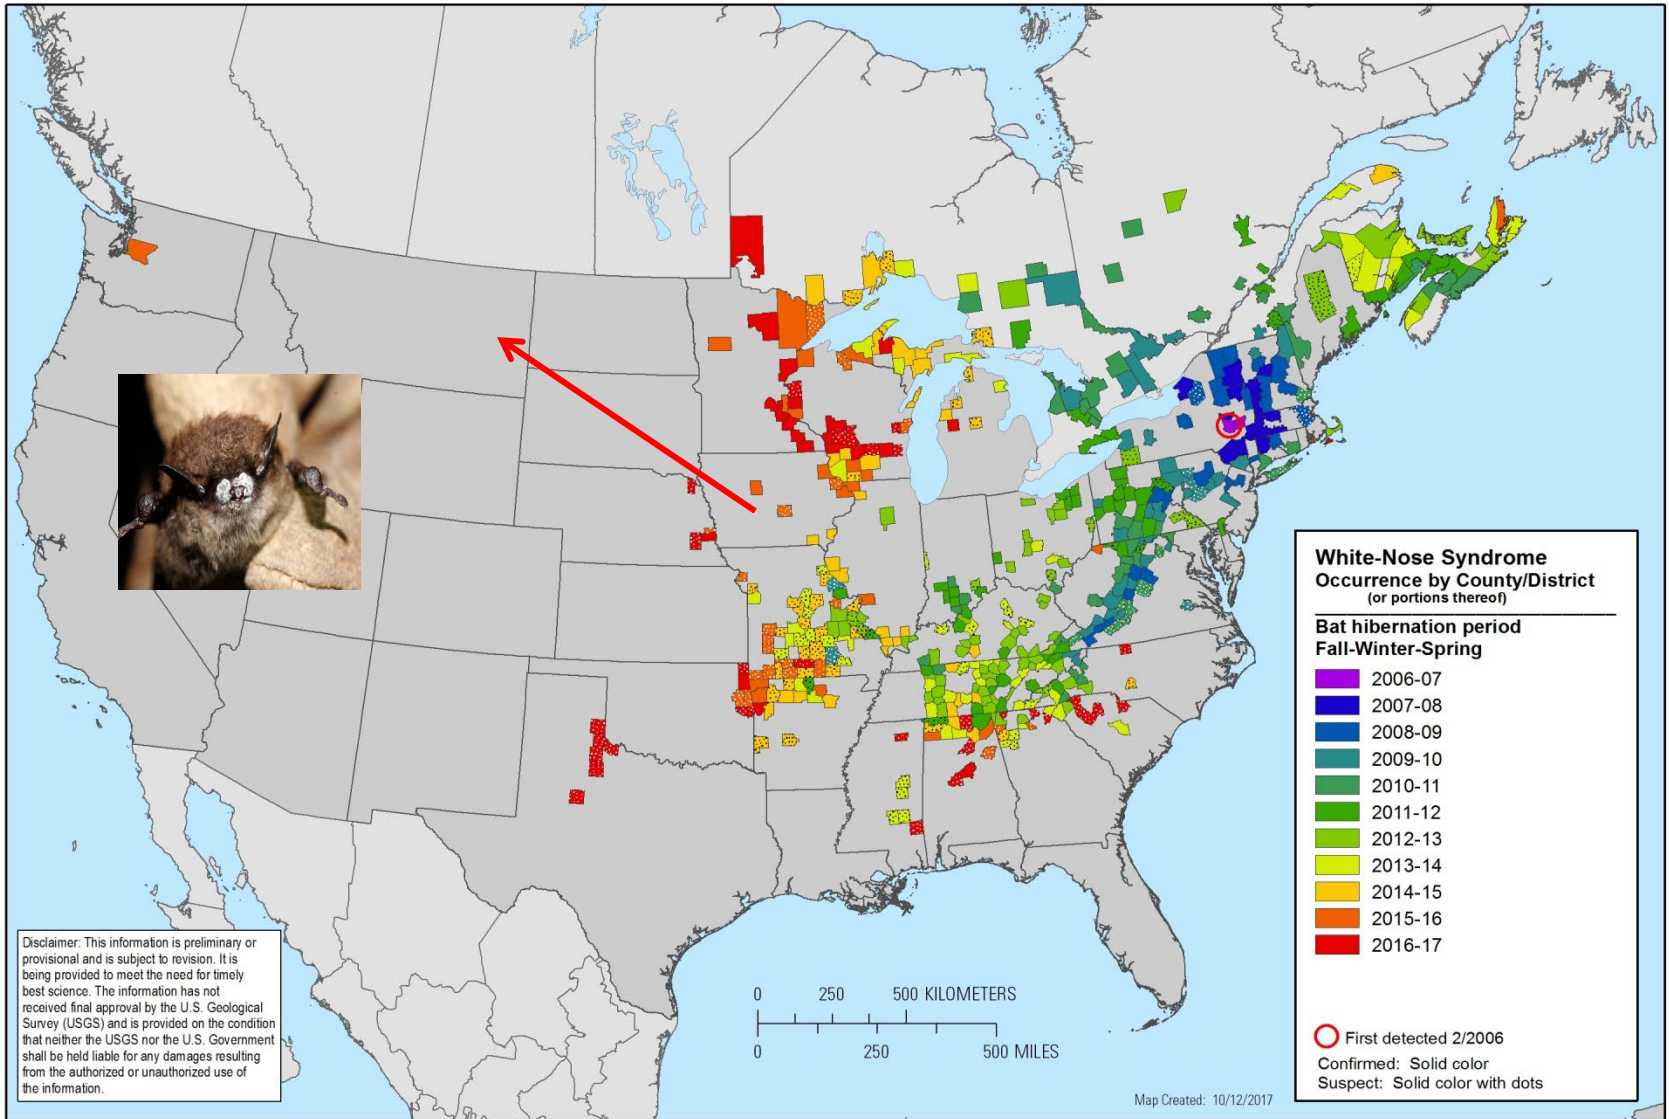 Disclaimer: This information is preliminary or
provisional and is subject to revision. It is
being provided to meet the need for timely
best science. The information has not
received final approval by the U.S. Geological
Survey (USGS) and is provided on the condition
that neither the USGS nor the U.S. Government
shall be held liable for any damages resulting
from the authorized or unauthorized use of
the information.
0 250 500 KILOMETERS
0 250 500 MILES
White-Nose Syndrome
Occurrence by County/District
(or portions thereof)
Bat hibernation period
Fall-Winter-Spring
2006-07
2007-08
2008-09
2009-10
2010-11
2011-12
2012-13
2013-14
2014-15
2015-16
2016-17
First detected 2/2006
Confirmed: Solid color
Suspect: Solid color with dots
Map Created: 10/12/2017